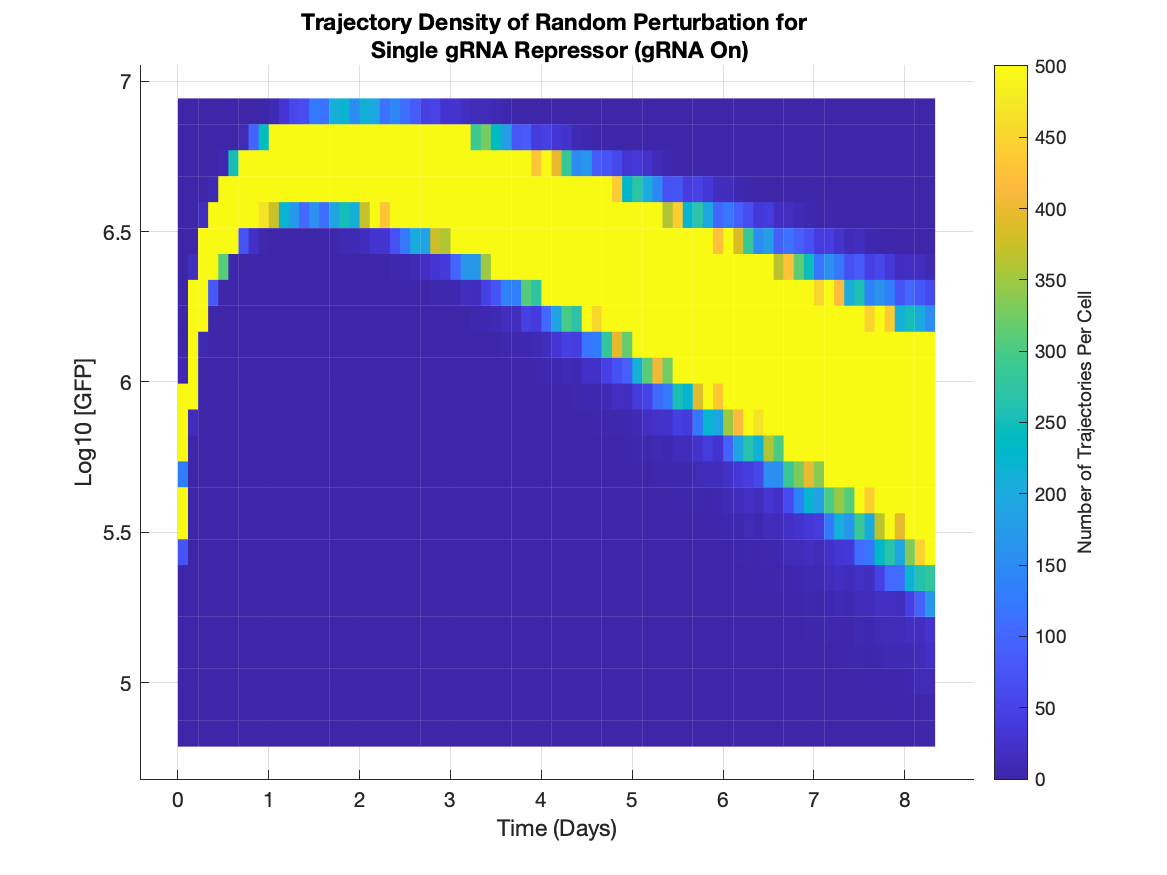 Trajectory Density of Random Perturbation for
Single gRNA Repressor (gRNA On)
7
6.5
6
5.5
5
Log10 [GFP]
0 1 2 3 4 5 6 7 8
Time (Days)
500
450
400
350
300
250
200
150
100
50
0
Number of Trajectories Per Cell